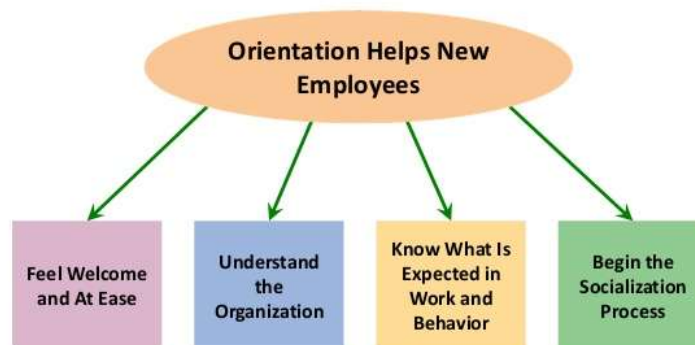 Orientation Helps New
Employees
Feel Welcome
and At Ease
Understand
the
Organization
Know What Is
Expected in
Work and
Behavior
Begin the
Socialization
Process